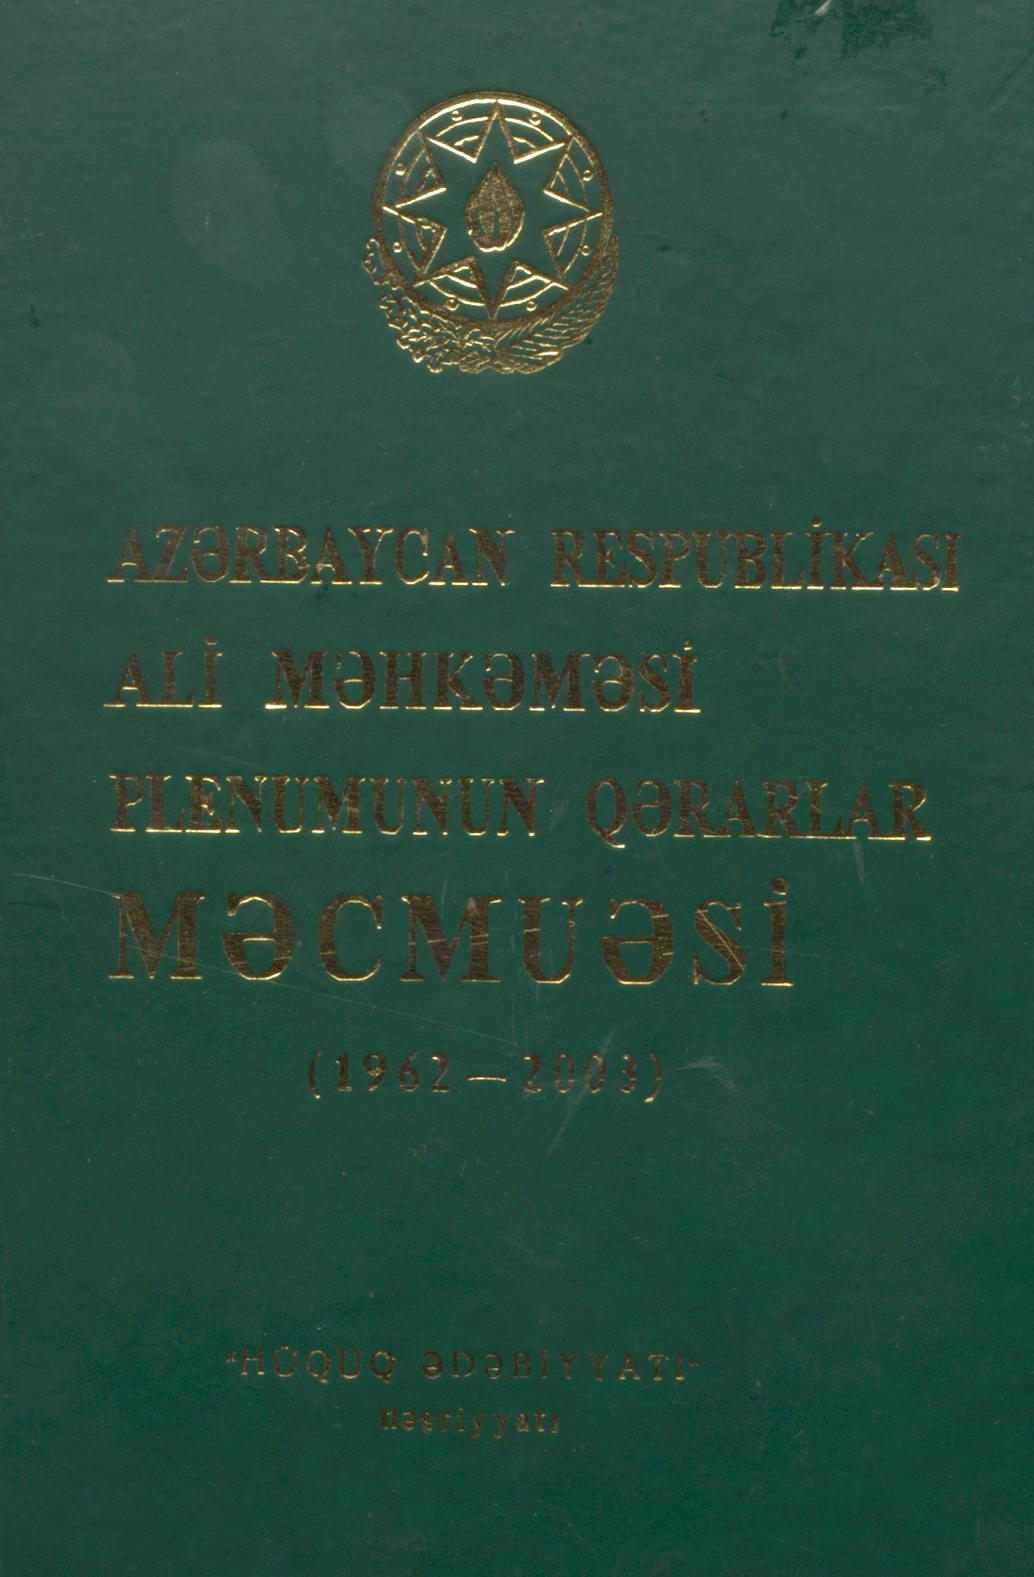 AZƏRBAYCAN RESPUBLİKASI
ALİ MƏHKƏMƏSİ
PLENUMUNUN QƏRARLAR
MƏCMUƏSİ
(1962—2003)
"HÜQUQ ƏDƏBİYYATI"
nəşriyyatı